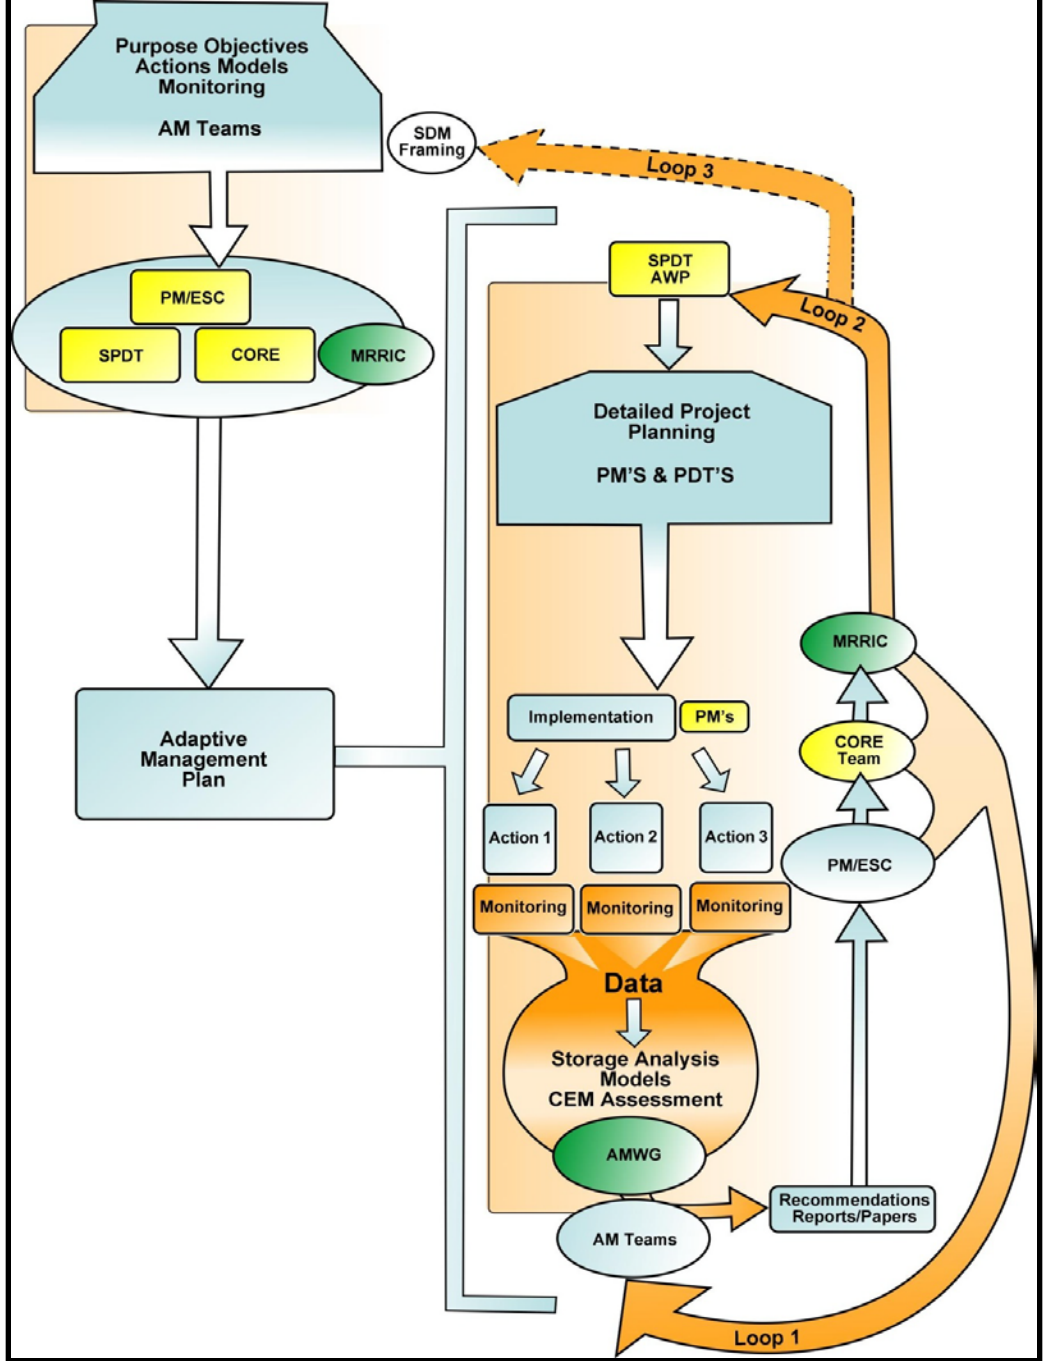 Purpose Objectives
Actions Models
Monitoring
AM Teams
SDM
Framing
Loop 3
PM/ESC
SPDT
CORE
MRRIC
Adaptive
Management
Plan
SPDT
AWP
Loop 2
Detailed Project
Planning
PM'S & PDT'S
Implementation
PM's
Action 1
Action 2
Action 3
Monitoring
Monitoring
Monitoring
Data
Storage Analysis
Models
CEM Assessment
AMWG
AM Teams
Recommendations
Reports/Papers
PM/ESC
CORE
Team
MRRIC
Loop 1